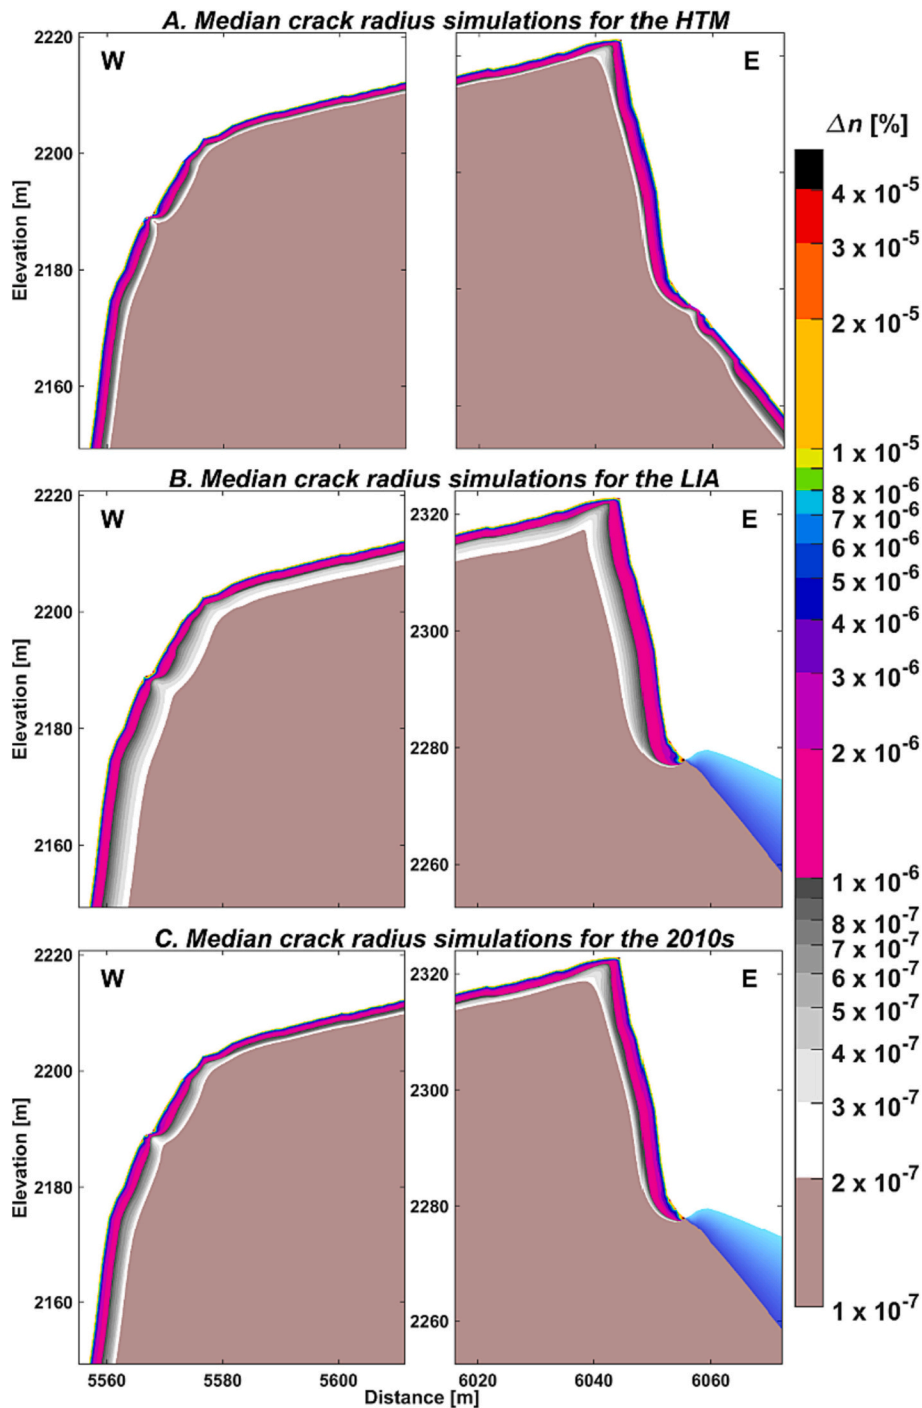 A. Median crack radius simulations for the HTM
W
E
Elevation [m]
2220
2200
2180
2160
Δn [%]
4 x 10⁻⁵
3 x 10⁻⁵
2 x 10⁻⁵
1 x 10⁻⁵
8 x 10⁻⁶
7 x 10⁻⁶
6 x 10⁻⁶
5 x 10⁻⁶
4 x 10⁻⁶
3 x 10⁻⁶
2 x 10⁻⁶
1 x 10⁻⁶
8 x 10⁻⁷
7 x 10⁻⁷
6 x 10⁻⁷
5 x 10⁻⁷
4 x 10⁻⁷
3 x 10⁻⁷
2 x 10⁻⁷
1 x 10⁻⁷
B. Median crack radius simulations for the LIA
W
E
Elevation [m]
2220
2200
2180
2160
2320
2300
2280
2260
C. Median crack radius simulations for the 2010s
W
E
Elevation [m]
2220
2200
2180
2160
2320
2300
2280
2260
5560
5580
5600
6020
6040
6060
Distance [m]